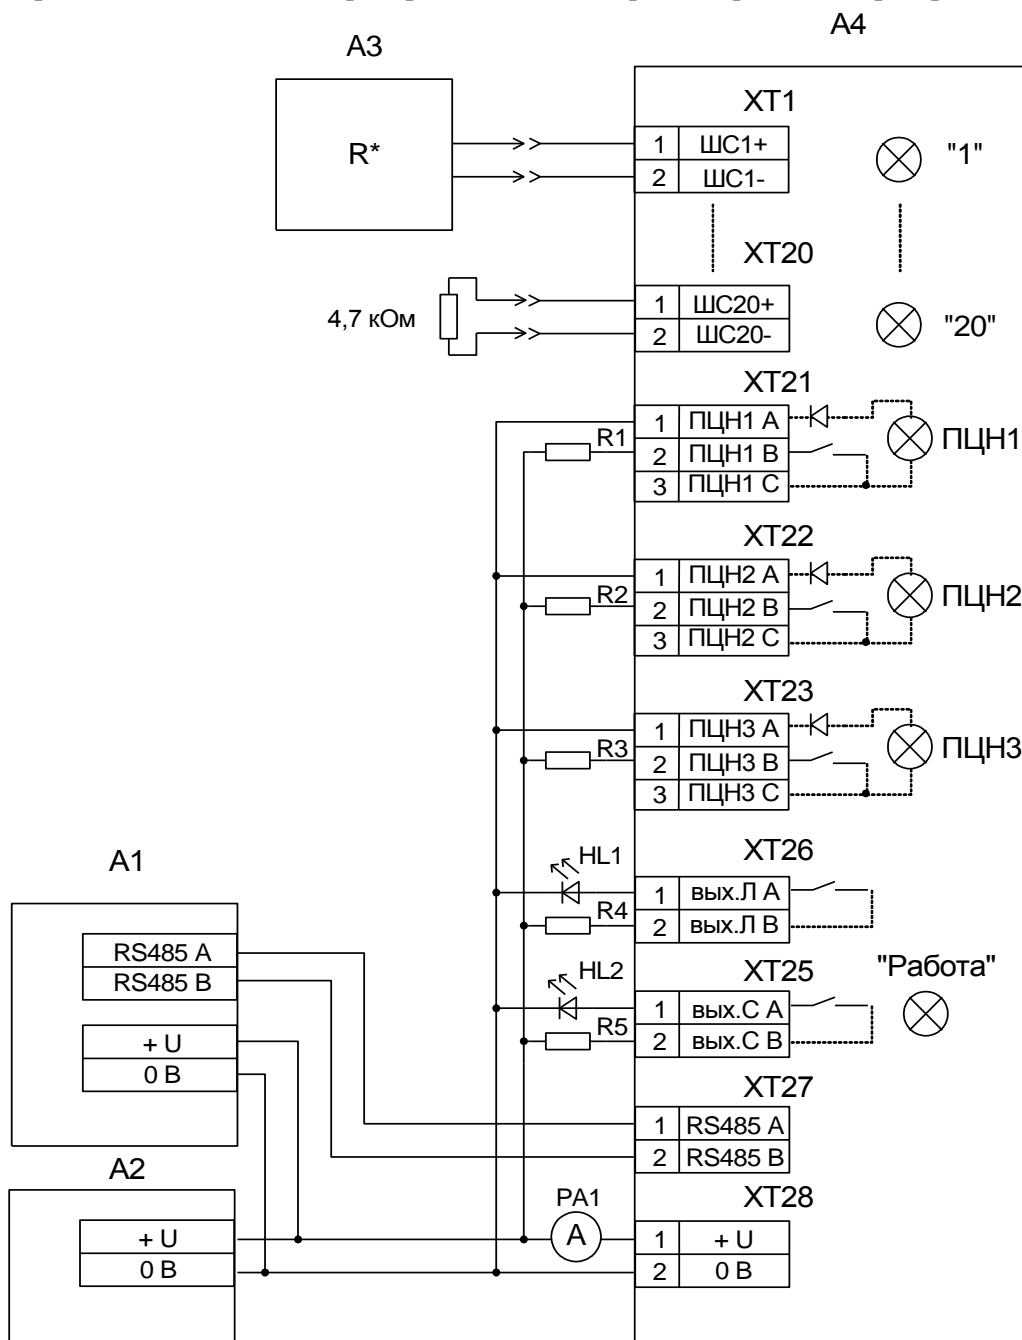 A4
A3
XT1
R*
1 ШС1+
2 ШС1-
"1"
XT20
4,7 кОм
1 ШС20+
2 ШС20-
"20"
XT21
R1
1 ПЦН1 A
2 ПЦН1 B
3 ПЦН1 C
ПЦН1
XT22
R2
1 ПЦН2 A
2 ПЦН2 B
3 ПЦН2 C
ПЦН2
XT23
R3
1 ПЦН3 A
2 ПЦН3 B
3 ПЦН3 C
ПЦН3
A1
HL1
XT26
R4
1 вых.Л A
2 вых.Л B
RS485 A
RS485 B
HL2
XT25
"Работа"
R5
1 вых.С A
2 вых.С B
+ U
0 B
XT27
1 RS485 A
2 RS485 B
A2
PA1
XT28
+ U
0 B
A
1 + U
2 0 B